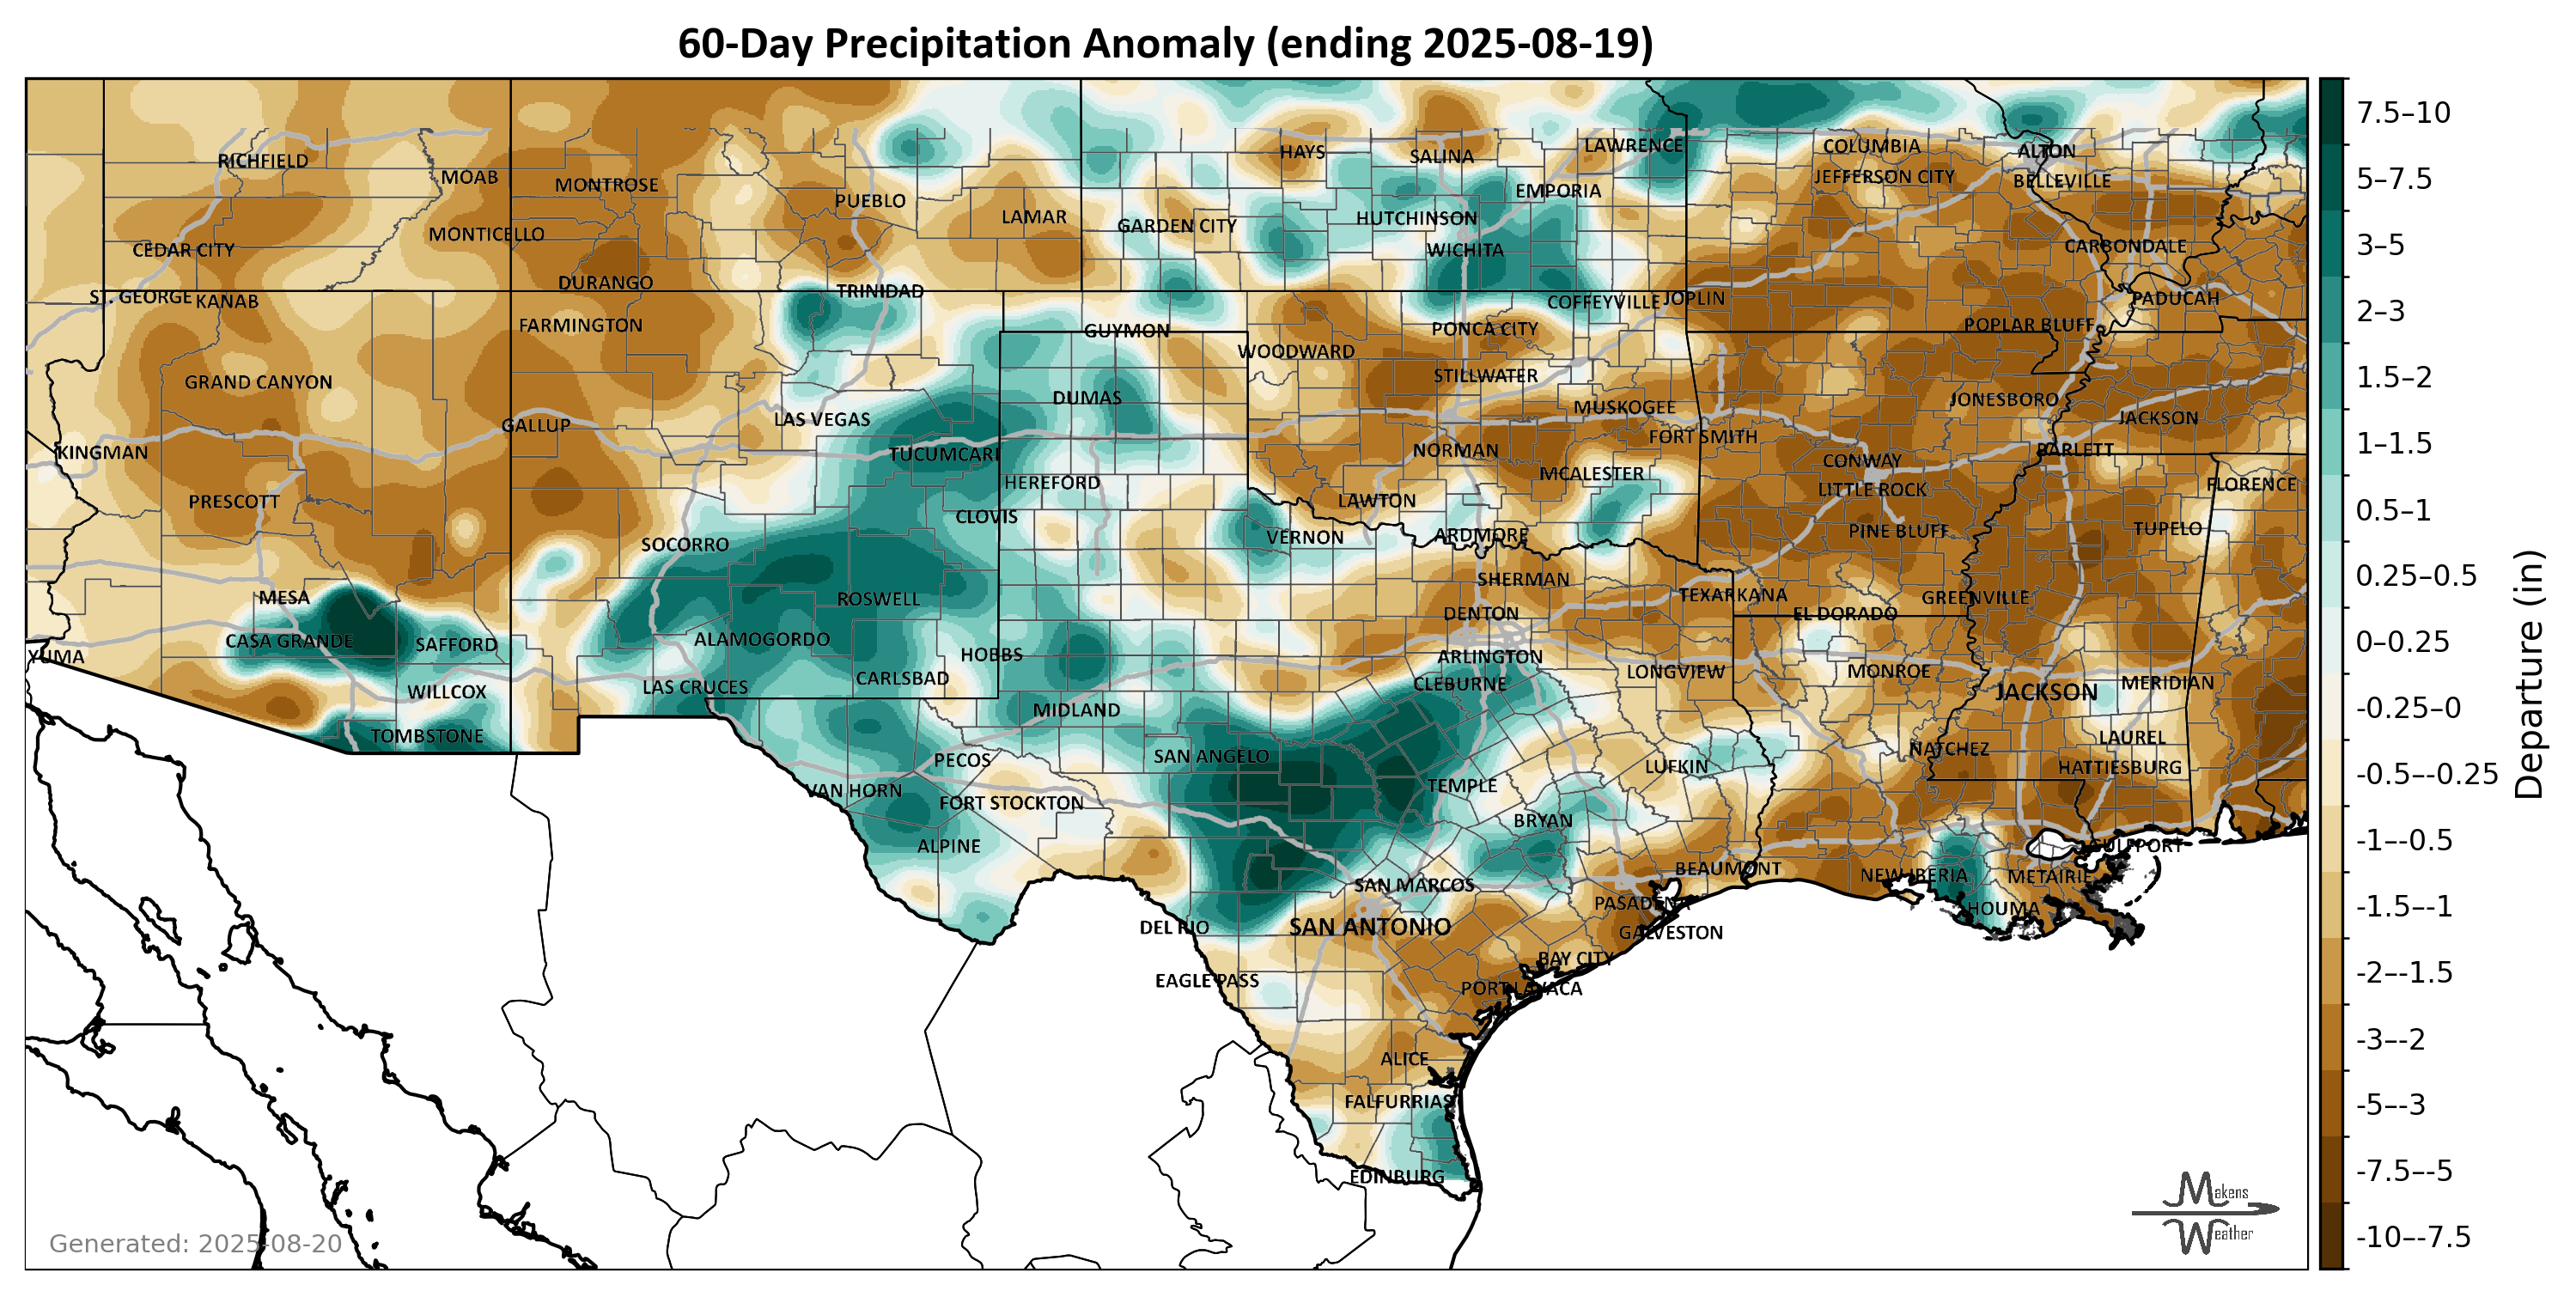 60-Day Precipitation Anomaly (ending 2025-08-19)
RICHFIELD
MOAB
MONTROSE
PUEBLO
LAMAR
HAYS
SALINA
LAWRENCE
COLUMBIA
ALTON
JEFFERSON CITY
BELLEVILLE
EMPORIA
GARDEN CITY
HUTCHINSON
MONTICELLO
CEDAR CITY
WICHITA
CARBONDALE
DURANGO
TRINIDAD
ST. GEORGE
KANAB
COFFEYVILLE
JOPLIN
PADUCAH
FARMINGTON
GUYMON
PONCA CITY
POPLAR BLUFF
WOODWARD
GRAND CANYON
STILLWATER
DUMAS
MUSKOGEE
JONESBORO
JACKSON
GALLUP
LAS VEGAS
FORT SMITH
KINGMAN
TUCUMCARI
NORMAN
BARLETT
CONWAY
MCALESTER
HEREFORD
LITTLE ROCK
FLORENCE
PRESCOTT
LAWTON
CLOVIS
PINE BLUFF
TUPELO
SOCORRO
VERNON
ARDMORE
SHERMAN
MESA
ROSWELL
TEXARKANA
GREENVILLE
DENTON
EL DORADO
CASA GRANDE
SAFFORD
ALAMOGORDO
YUMA
HOBBS
ARLINGTON
LONGVIEW
MONROE
CARLSBAD
CLEBURNE
MERIDIAN
WILLCOX
LAS CRUCES
JACKSON
MIDLAND
TOMBSTONE
LAUREL
SAN ANGELO
NATCHEZ
PECOS
LUFKIN
HATTIESBURG
VAN HORN
FORT STOCKTON
TEMPLE
BRYAN
ALPINE
GULFPORT
BEAUMONT
NEW IBERIA
METAIRIE
SAN MARCOS
PASADENA
HOUMA
DEL RIO
SAN ANTONIO
GALVESTON
BAY CITY
EAGLE PASS
PORT LAVACA
ALICE
FALFURRIAS
EDINBURG
Generated: 2025-08-20
Makens
Weather
7.5–10
5–7.5
3–5
2–3
1.5–2
1–1.5
0.5–1
0.25–0.5
0–0.25
-0.25–0
-0.5–-0.25
-1–-0.5
-1.5–-1
-2–-1.5
-3–-2
-5–-3
-7.5–-5
-10–-7.5
Departure (in)